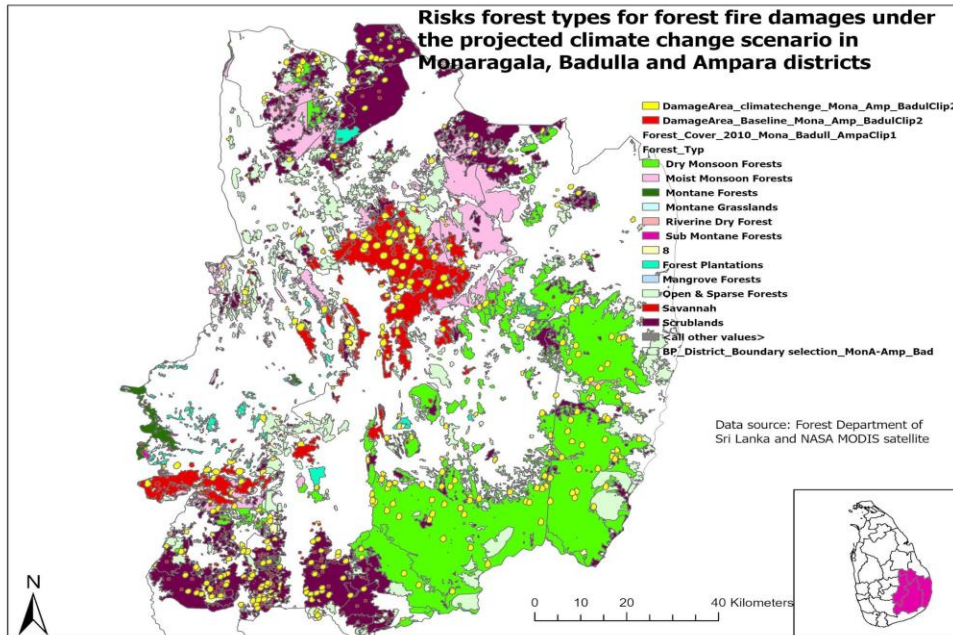 Risks forest types for forest fire damages under
the projected climate change scenario in
Monaragala, Badulla and Ampara districts
DamageArea_climatechenge_Mona_Amp_BadulClip2
DamageArea_Baseline_Mona_Amp_BadulClip2
Forest_Cover_2010_Mona_Badull_AmpaClip1
Forest_Typ
Dry Monsoon Forests
Moist Monsoon Forests
Montane Forests
Montane Grasslands
Riverine Dry Forest
Sub Montane Forests
8
Forest Plantations
Mangrove Forests
Open & Sparse Forests
Savannah
Scrublands
<all other values>
BP_District_Boundary selection_MonA-Amp_Bad
Data source: Forest Department of
Sri Lanka and NASA MODIS satellite
N
0 10 20 40 Kilometers